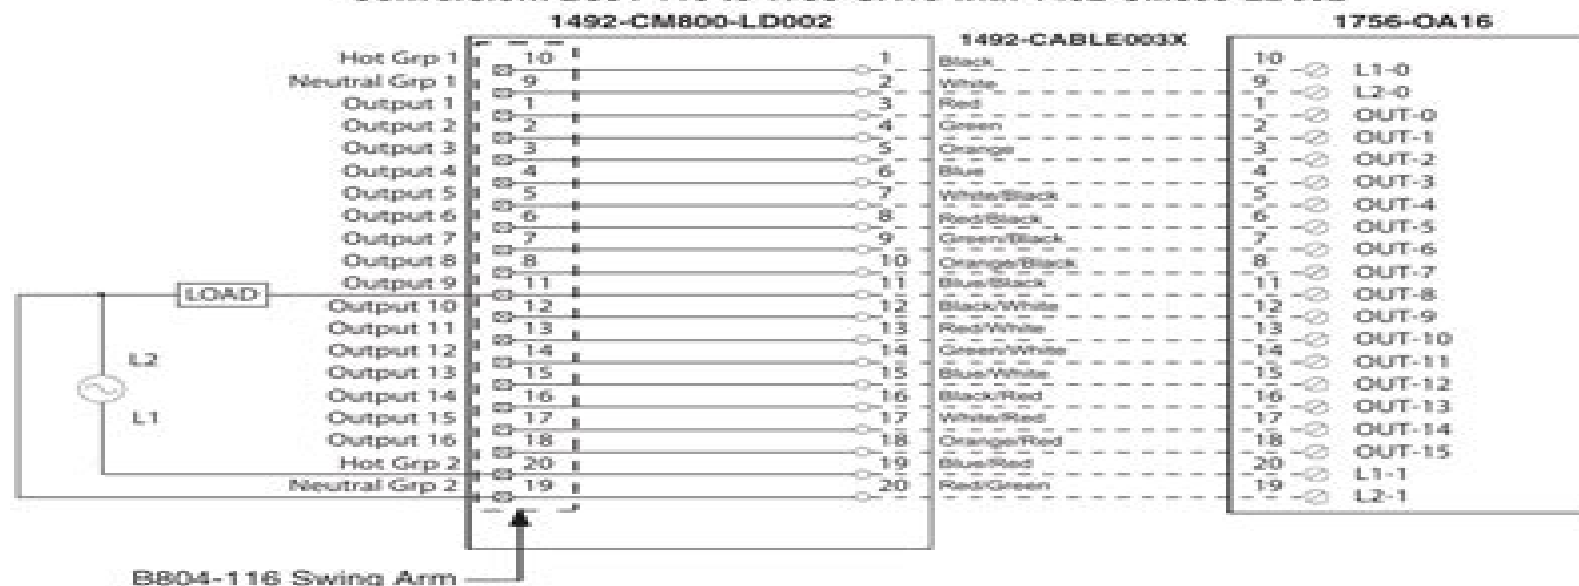 1492-CM800-LD002
1756-OA16
1492-CABLE003X
Hot Grp 1 10 1 Black 10 L1-0
Neutral Grp 1 9 2 White 9 L2-0
Output 1 1 3 Red 1 OUT-0
Output 2 2 4 Green 2 OUT-1
Output 3 3 5 Orange 3 OUT-2
Output 4 4 6 Blue 4 OUT-3
Output 5 5 7 White/Black 5 OUT-4
Output 6 6 8 Red/Black 6 OUT-5
Output 7 7 9 Green/Black 7 OUT-6
Output 8 8 10 Orange/Black 8 OUT-7
Output 9 11 11 Blue/Black 11 OUT-8
LOAD
Output 10 12 12 Black/White 12 OUT-9
Output 11 13 13 Red/White 13 OUT-10
Output 12 14 14 Green/White 14 OUT-11
L2
Output 13 15 15 Blue/White 15 OUT-12
Output 14 16 16 Black/Red 16 OUT-13
L1
Output 15 17 17 White/Red 17 OUT-14
Output 16 18 18 Orange/Red 18 OUT-15
Hot Grp 2 20 19 Blue/Red 20 L1-1
Neutral Grp 2 19 20 Red/Green 19 L2-1
B804-116 Swing Arm